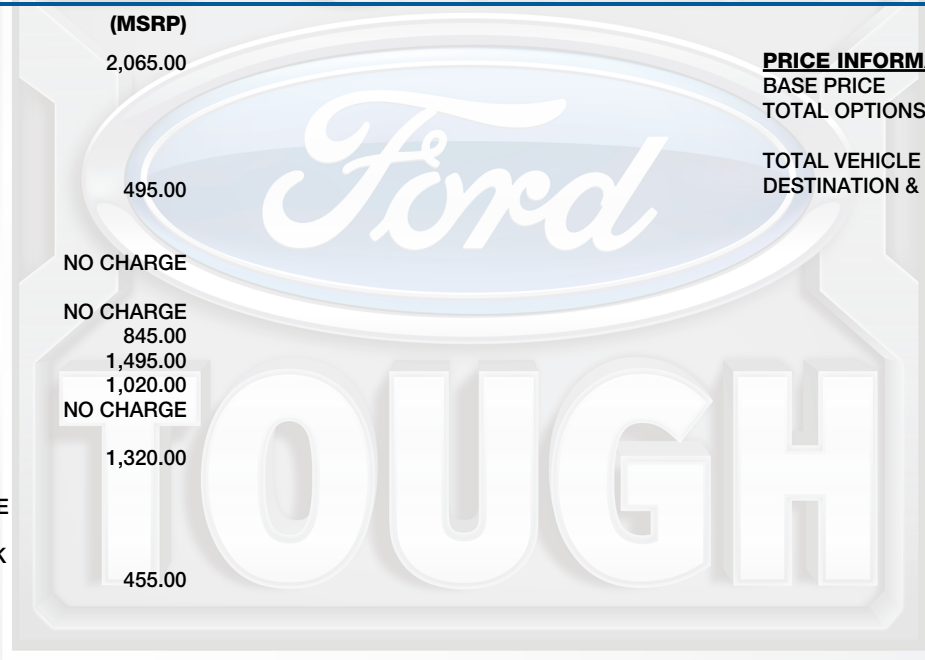 (MSRP)
2,065.00
495.00
NO CHARGE
NO CHARGE
845.00
1,495.00
1,020.00
NO CHARGE
1,320.00
E
K
455.00
PRICE INFORM
BASE PRICE
TOTAL OPTIONS
TOTAL VEHICLE
DESTINATION &
Ford
TOUGH